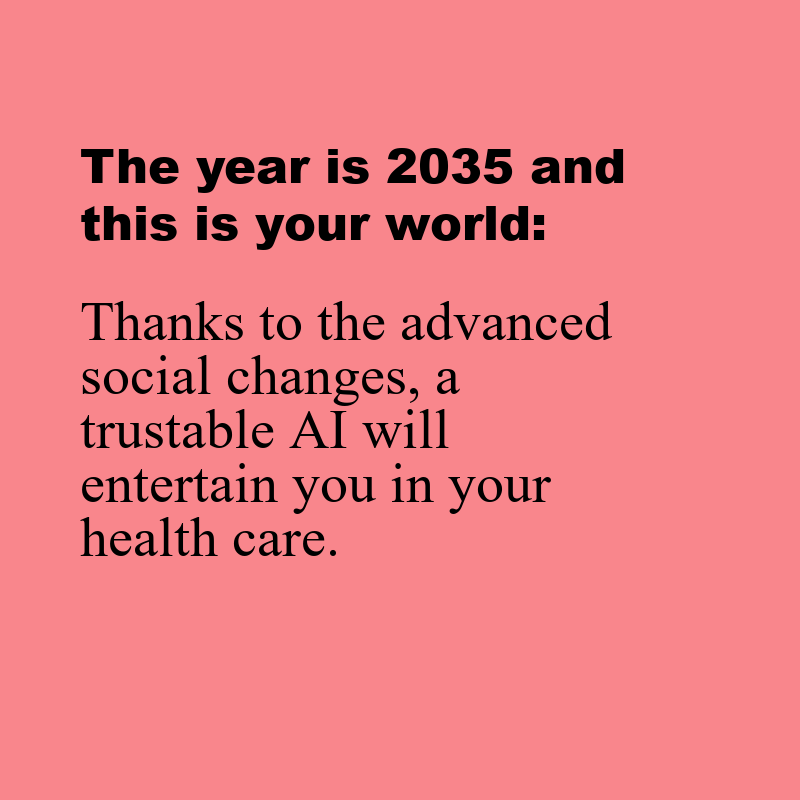 The year is 2035 and
this is your world:
Thanks to the advanced
social changes, a
trustable AI will
entertain you in your
health care.